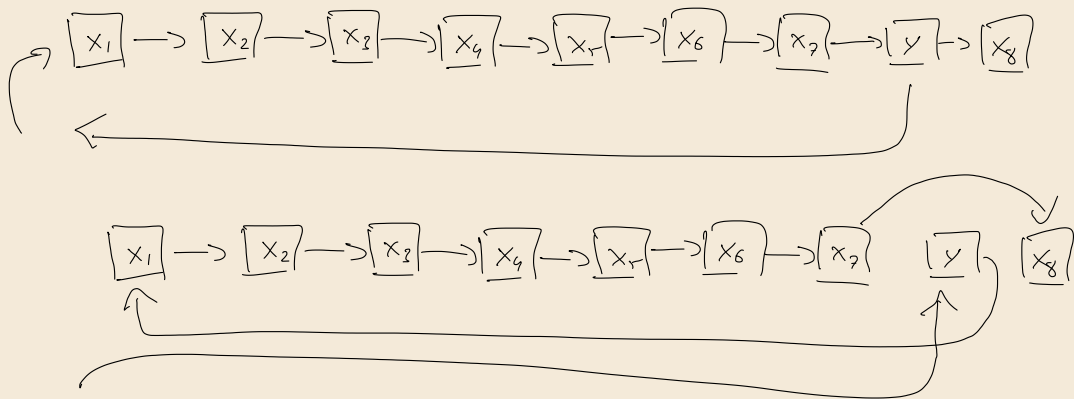 x1 → x2 → x3 → x4 → x5 → x6 → x7 → y → x8
x1 → x2 → x3 → x4 → x5 → x6 → x7 y x8